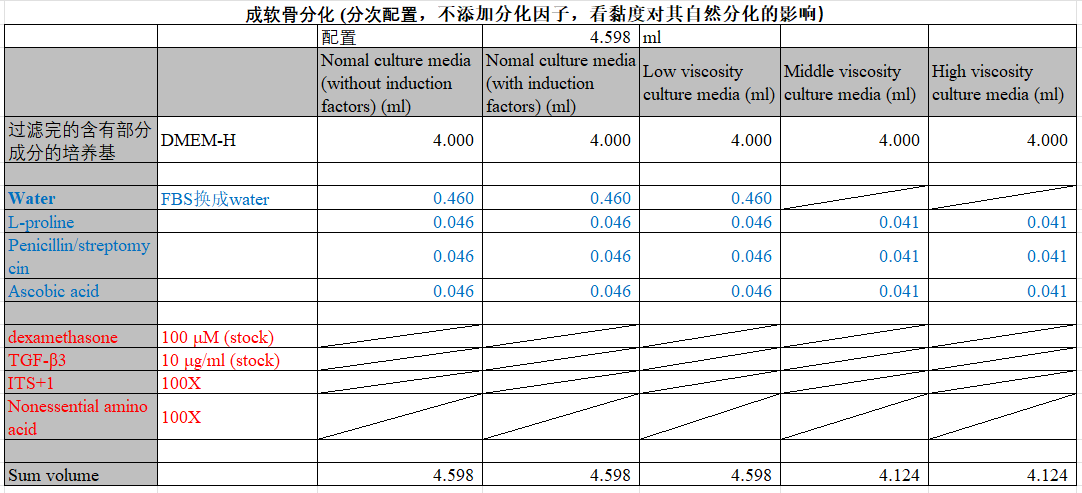 成软骨分化 (分次配置，不添加分化因子，看黏度对其自然分化的影响)
配置 4.598 ml
Nomal culture media (without induction factors) (ml)
Nomal culture media (with induction factors) (ml)
Low viscosity culture media (ml)
Middle viscosity culture media (ml)
High viscosity culture media (ml)
过滤完的含有部分成分的培养基 DMEM-H 4.000 4.000 4.000 4.000 4.000
Water FBS换成water 0.460 0.460 0.460
L-proline 0.046 0.046 0.046 0.041 0.041
Penicillin/streptomycin 0.046 0.046 0.046 0.041 0.041
Ascobic acid 0.046 0.046 0.046 0.041 0.041
dexamethasone 100 μM (stock)
TGF-β3 10 μg/ml (stock)
ITS+1 100X
Nonessential amino acid 100X
Sum volume 4.598 4.598 4.598 4.124 4.124